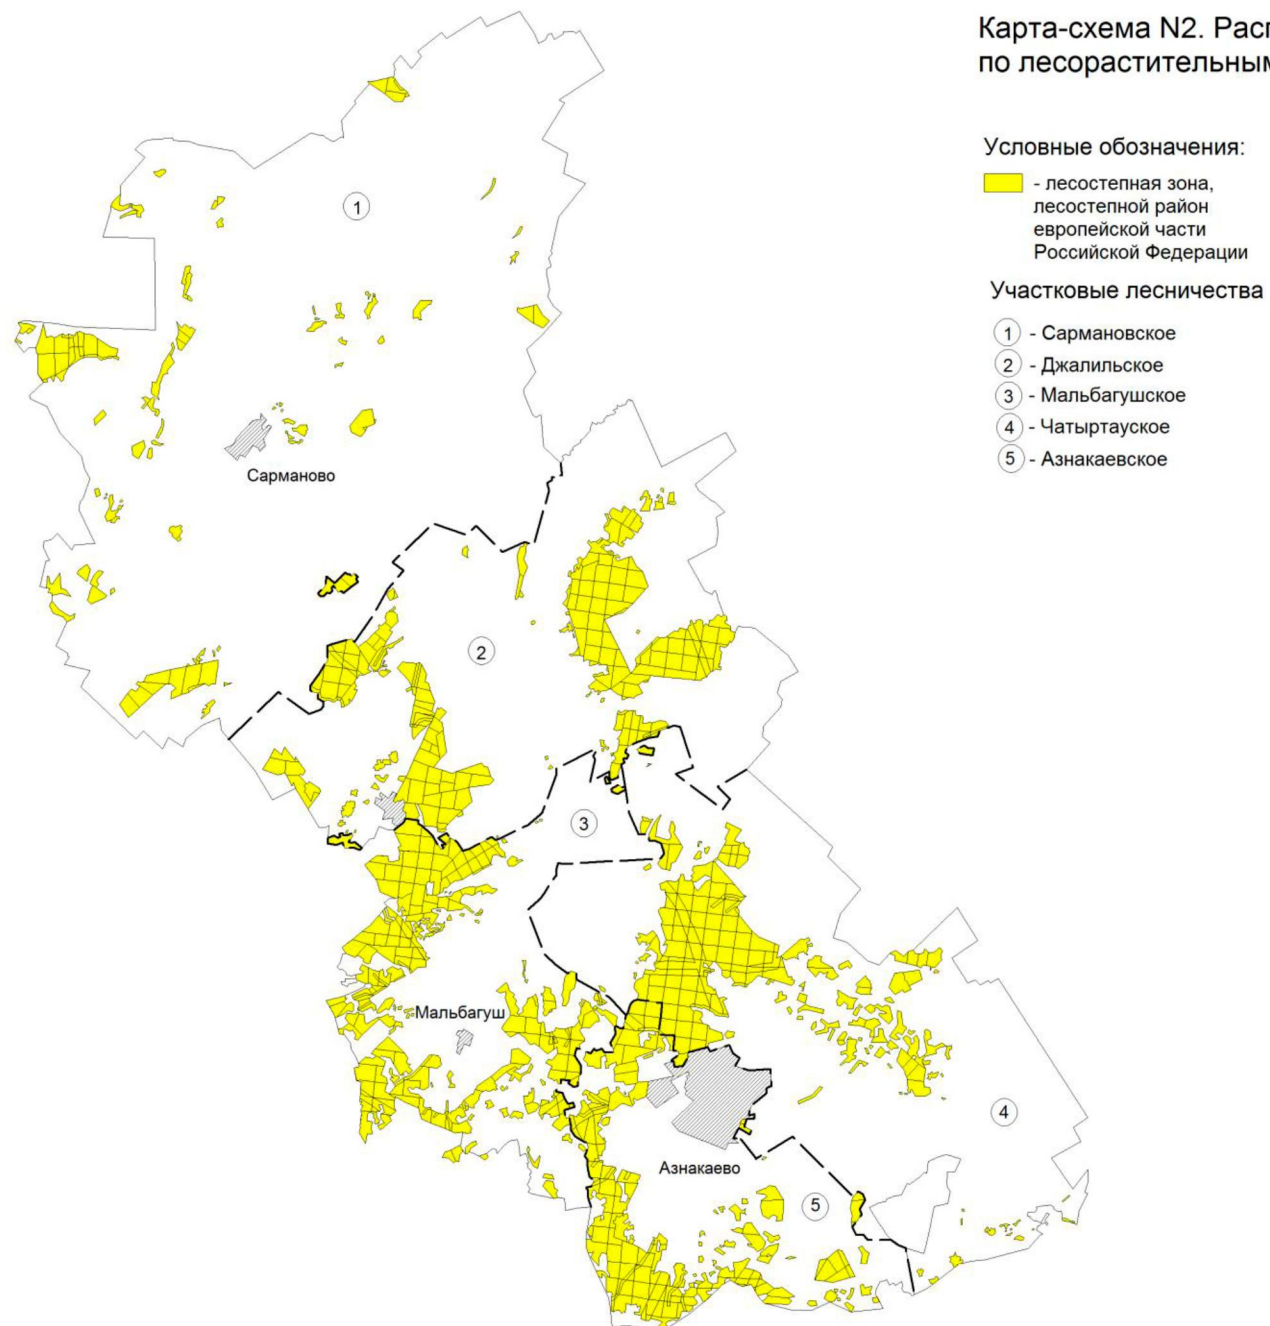 Карта-схема N2. Расп
по лесорастительным
Условные обозначения:
- лесостепная зона,
лесостепной район
европейской части
Российской Федерации
Участковые лесничества
1 - Сармановское
2 - Джалильское
3 - Мальбагушское
4 - Чатыртауское
5 - Азнакаевское
1
Сарманово
2
3
Мальбагуш
4
Азнакаево
5